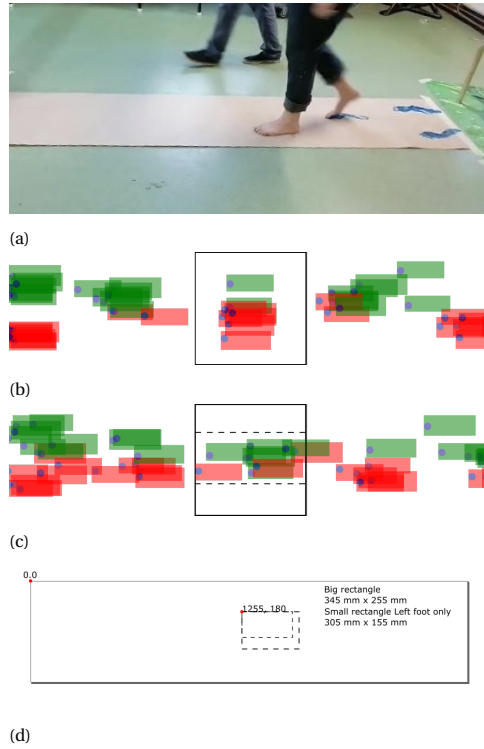 (a)
(b)
(c)
0.0
1255, 180
Big rectangle
345 mm x 255 mm
Small rectangle Left foot only
305 mm x 155 mm
(d)